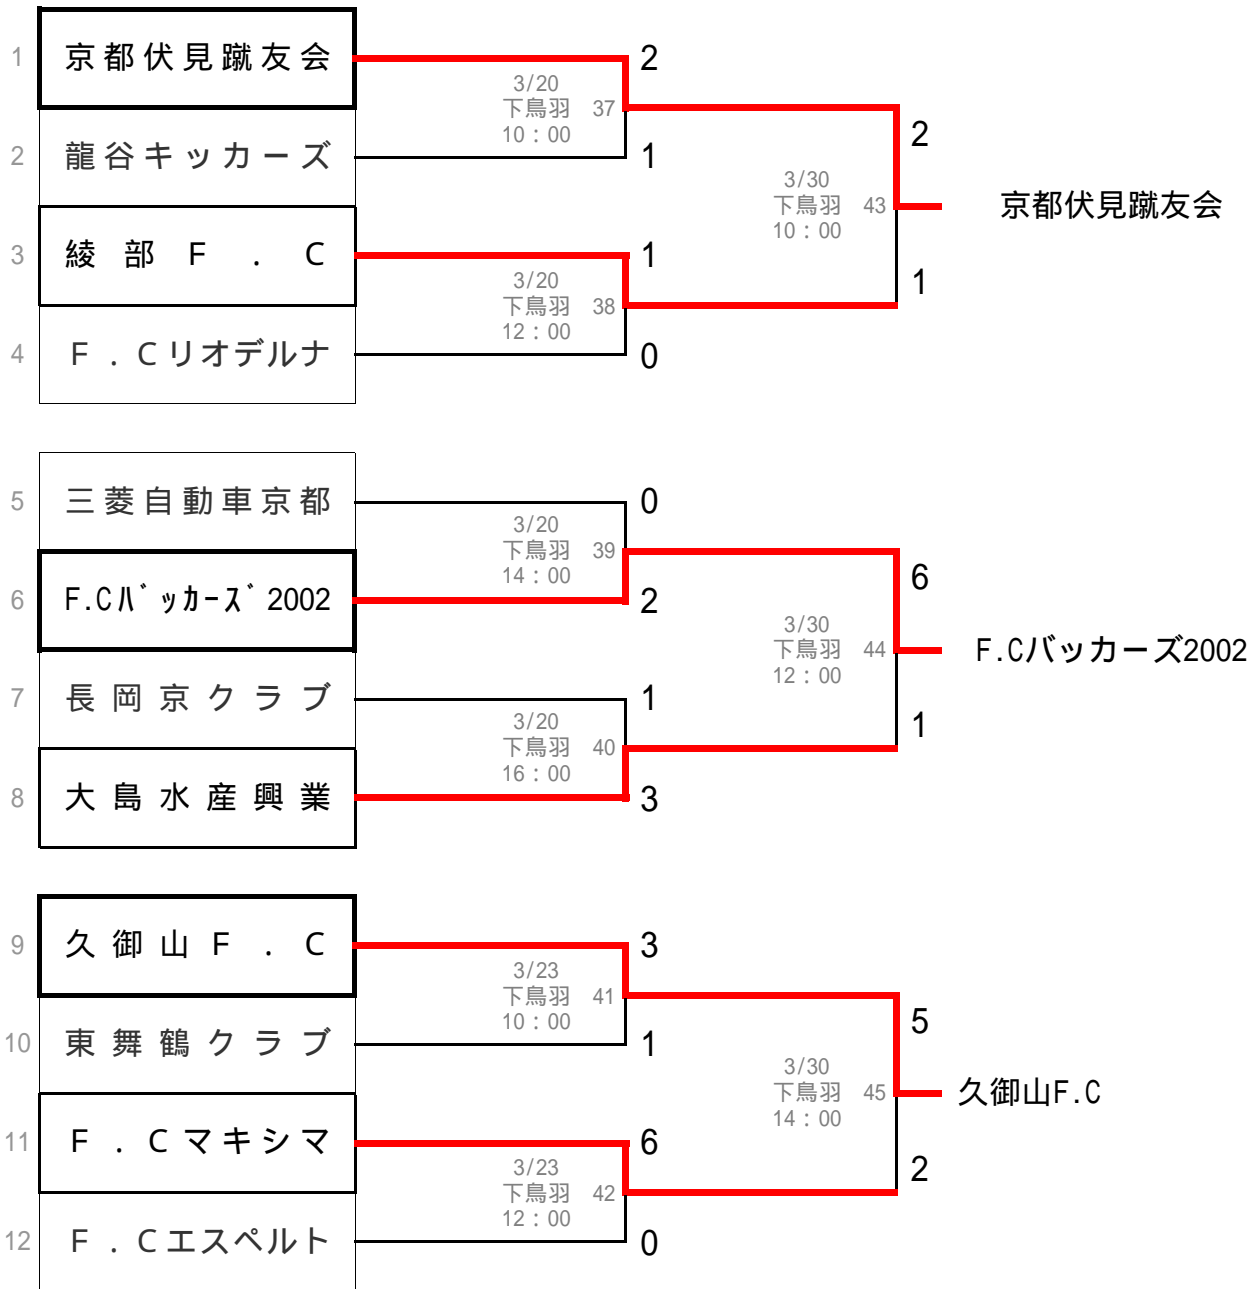 1 京都伏見蹴友会 2
3/20
下鳥羽 37
10：00
2
2 龍谷キッカーズ 1
3/30
下鳥羽 43
10：00
京都伏見蹴友会
3 綾部Ｆ．Ｃ 1
3/20
下鳥羽 38
12：00
1
4 Ｆ．Ｃリオデルナ 0
5 三菱自動車京都 0
3/20
下鳥羽 39
14：00
6
6 F.Cﾊﾞｯｶｰｽﾞ2002 2
3/30
下鳥羽 44
12：00
F.Cバッカーズ2002
7 長岡京クラブ 1
3/20
下鳥羽 40
16：00
1
8 大島水産興業 3
9 久御山Ｆ．Ｃ 3
3/23
下鳥羽 41
10：00
5
10 東舞鶴クラブ 1
3/30
下鳥羽 45
14：00
久御山F.C
11 Ｆ．Ｃマキシマ 6
3/23
下鳥羽 42
12：00
2
12 Ｆ．Ｃエスペルト 0